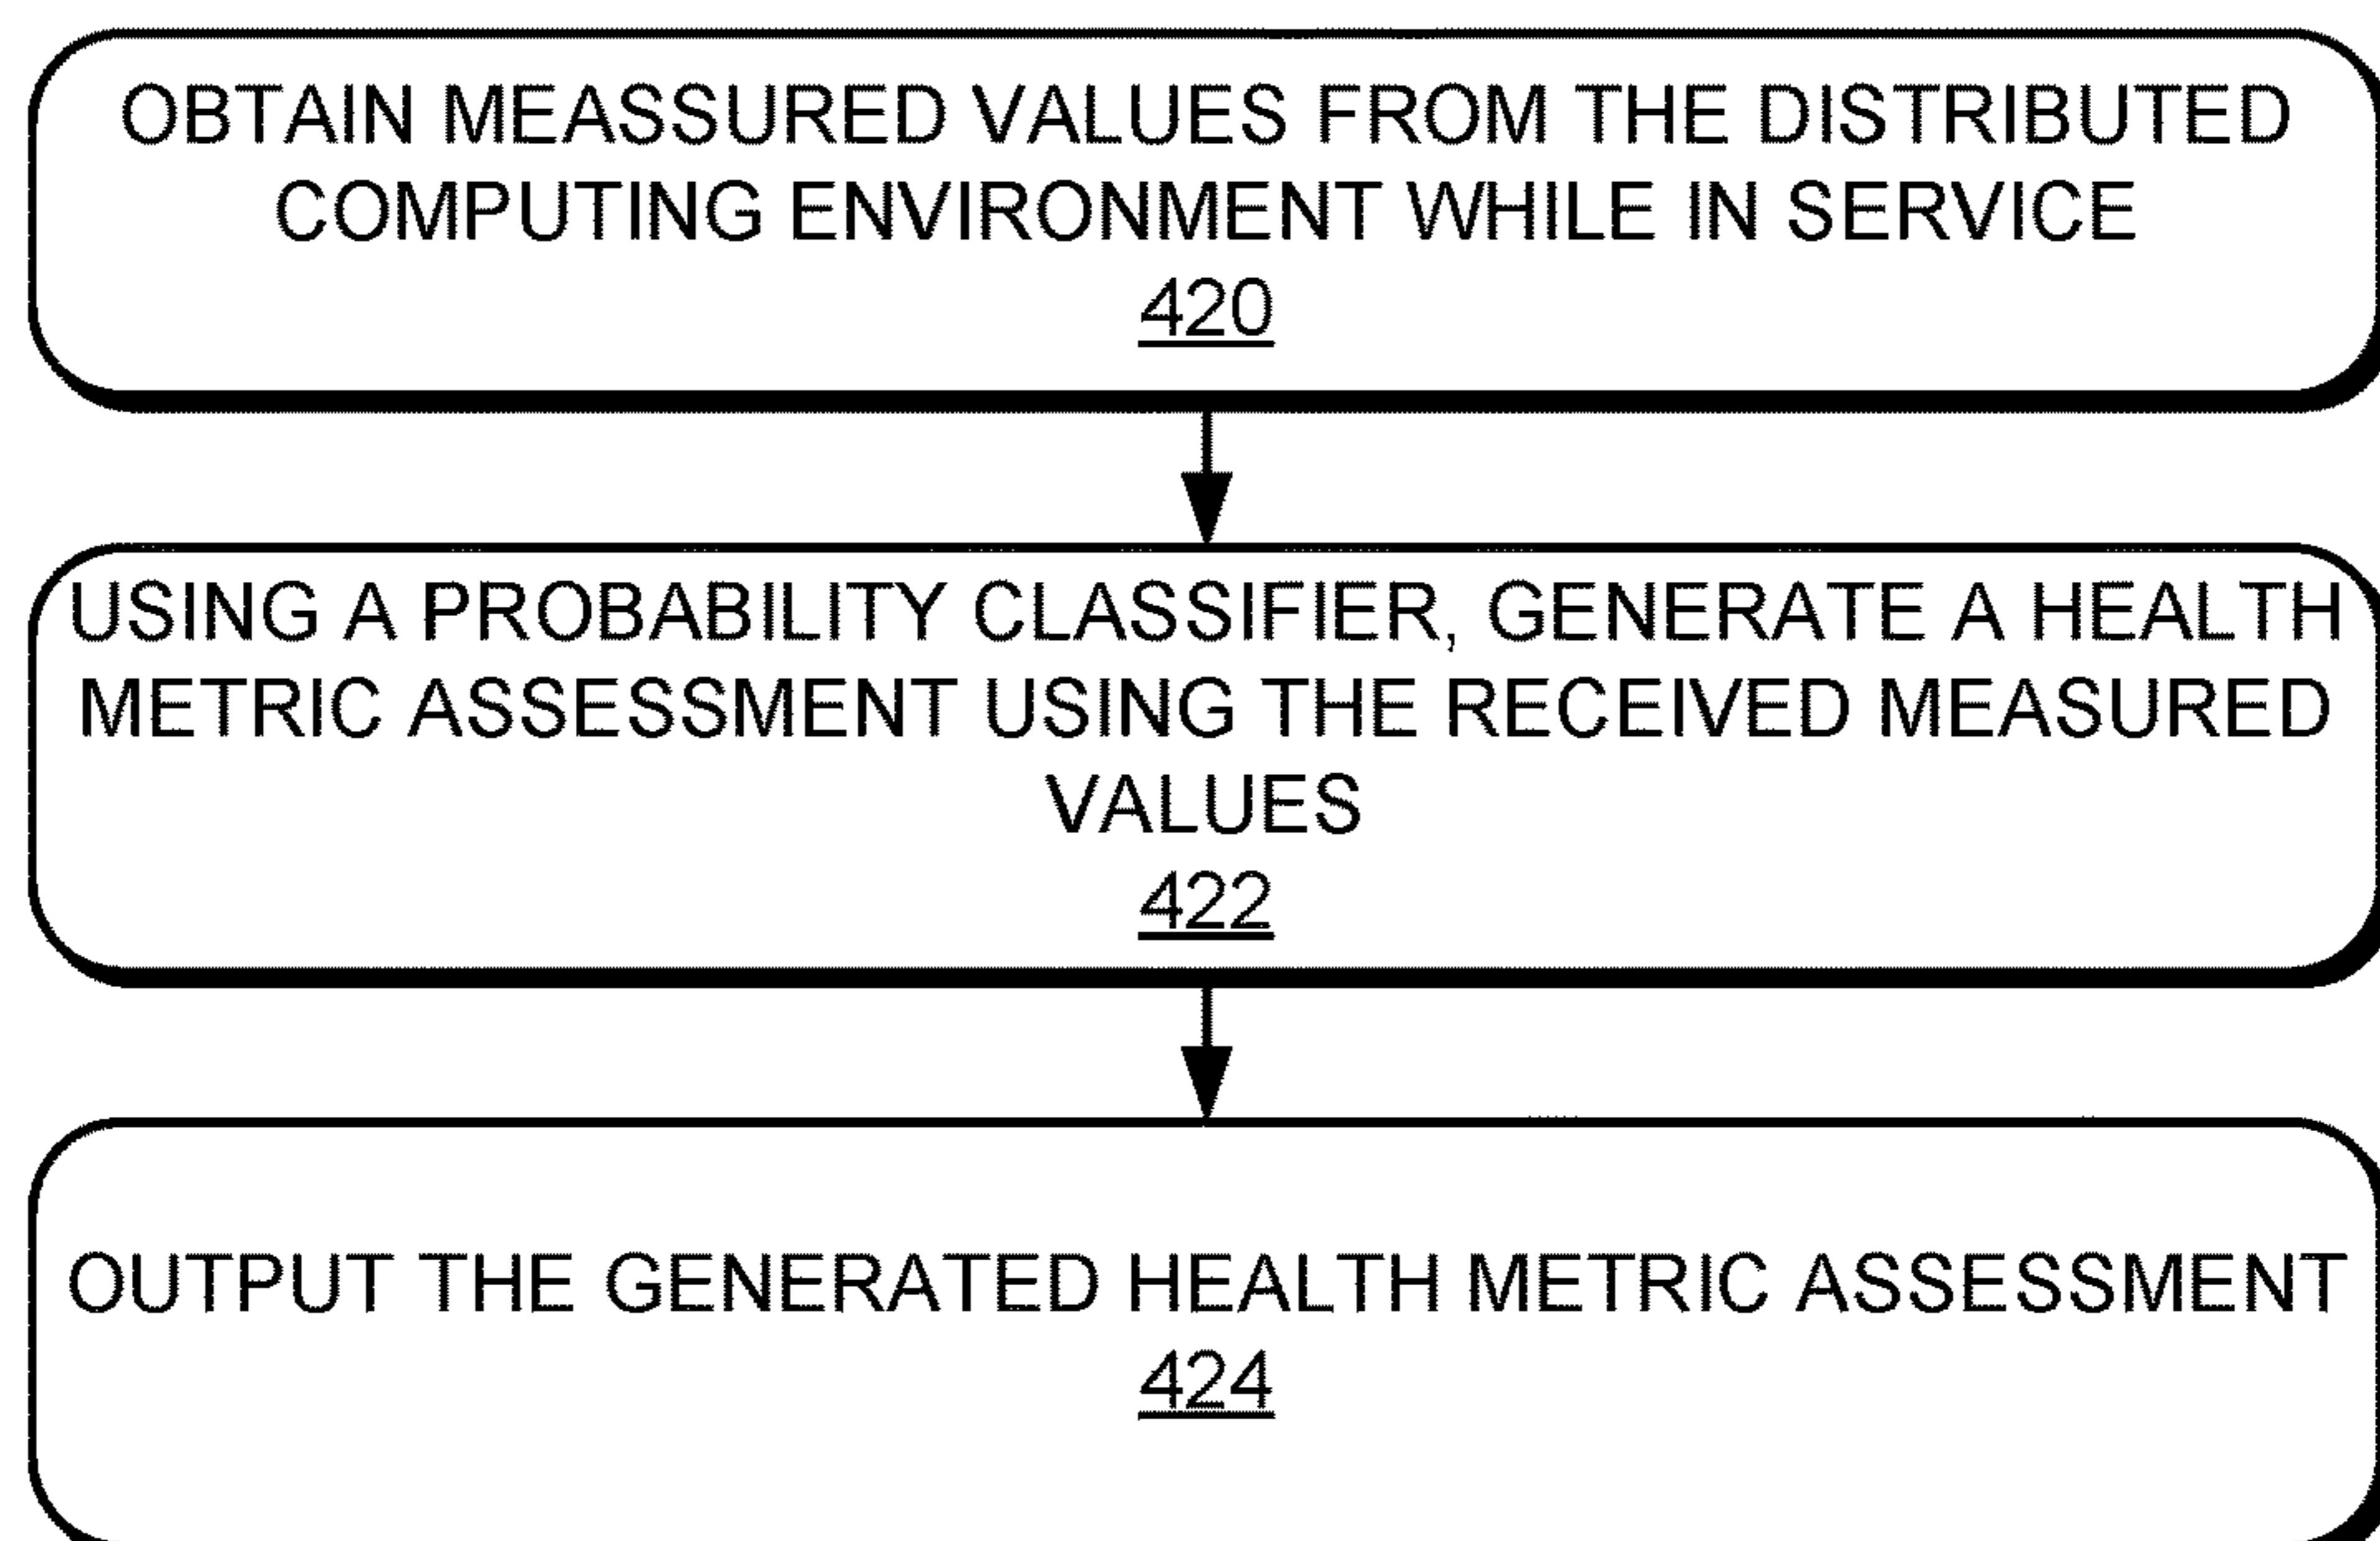 OBTAIN MEASSURED VALUES FROM THE DISTRIBUTED
COMPUTING ENVIRONMENT WHILE IN SERVICE
420
USING A PROBABILITY CLASSIFIER, GENERATE A HEALTH
METRIC ASSESSMENT USING THE RECEIVED MEASURED
VALUES
422
OUTPUT THE GENERATED HEALTH METRIC ASSESSMENT
424